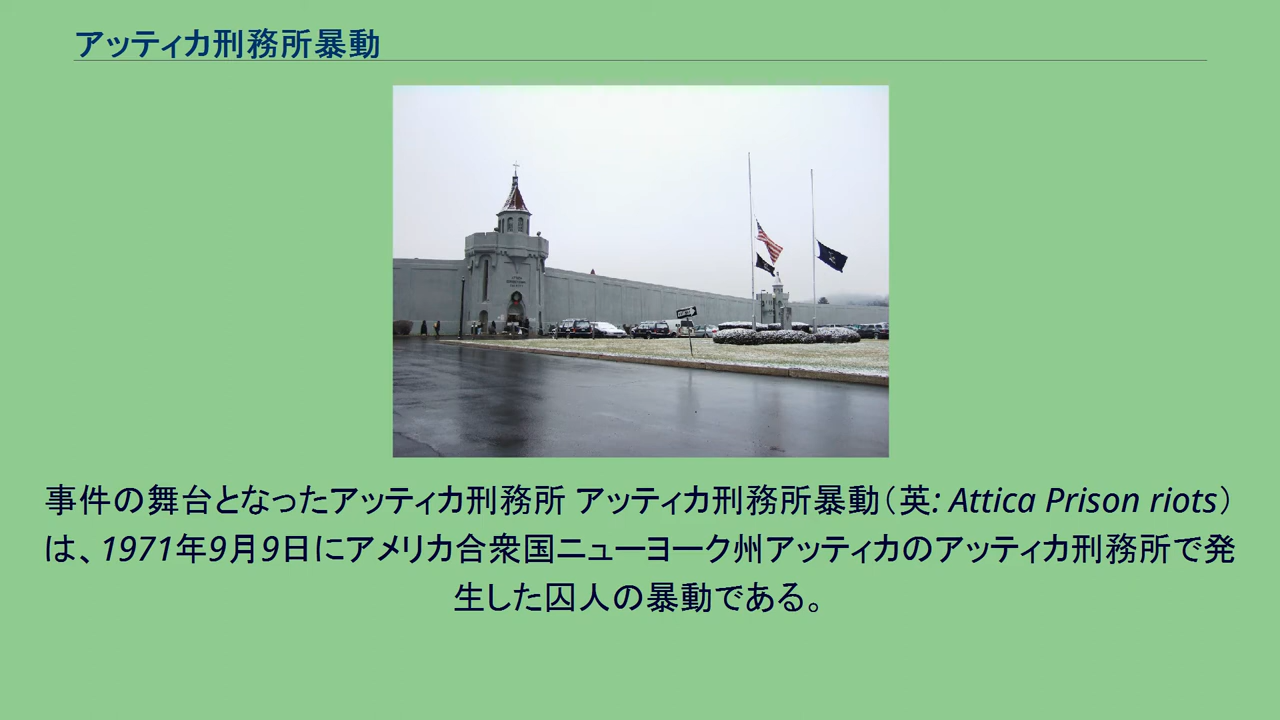 アッティカ刑務所暴動
事件の舞台となったアッティカ刑務所 アッティカ刑務所暴動（英: Attica Prison riots）
は、1971年9月9日にアメリカ合衆国ニューヨーク州アッティカのアッティカ刑務所で発
生した囚人の暴動である。